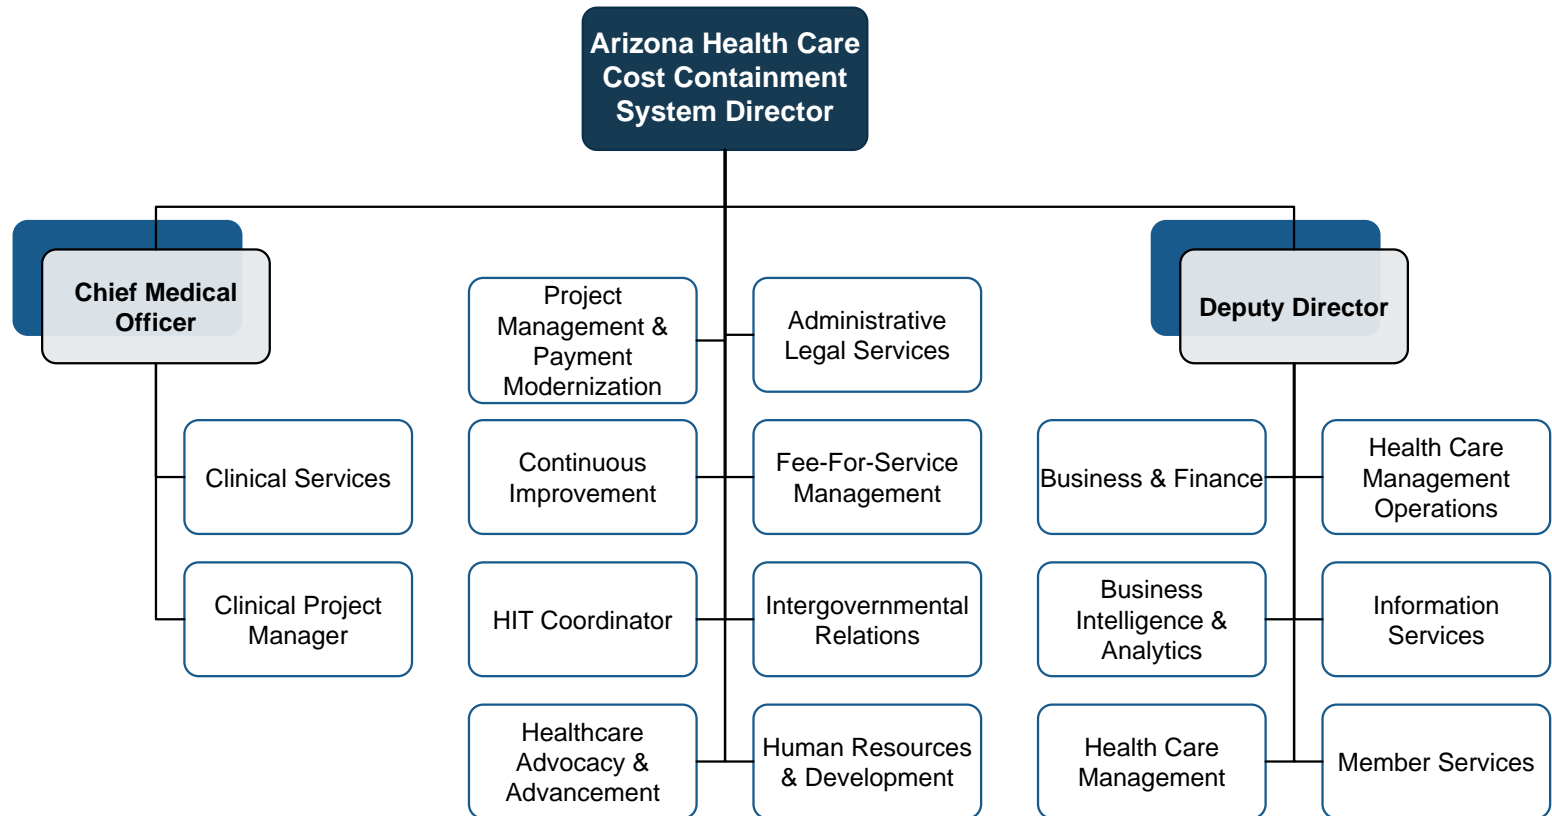 Arizona Health Care
Cost Containment
System Director
Chief Medical
Officer
Deputy Director
Project
Management &
Payment
Modernization
Administrative
Legal Services
Clinical Services
Continuous
Improvement
Fee-For-Service
Management
Business & Finance
Health Care
Management
Operations
Clinical Project
Manager
HIT Coordinator
Intergovernmental
Relations
Business
Intelligence &
Analytics
Information
Services
Healthcare
Advocacy &
Advancement
Human Resources
& Development
Health Care
Management
Member Services